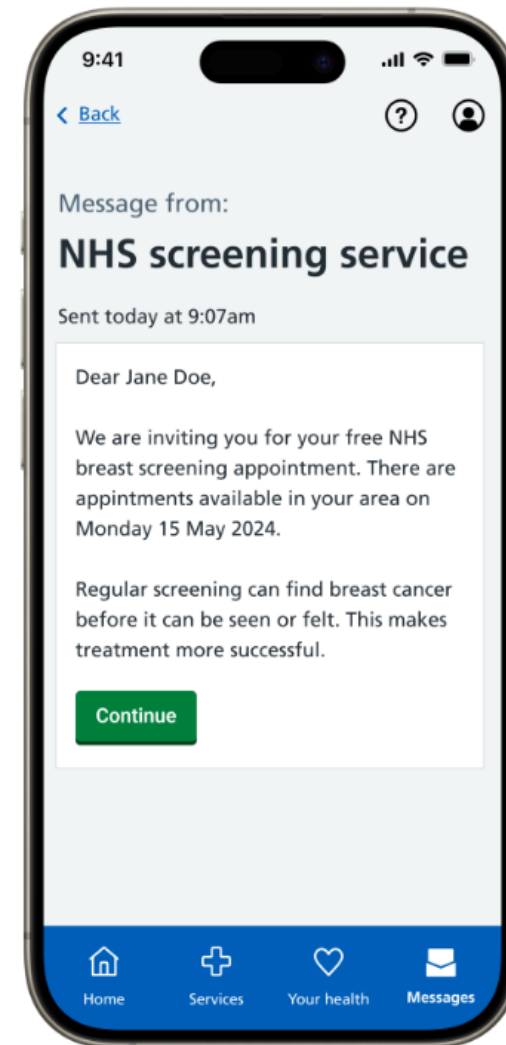 9:41
Back
?
Message from:
NHS screening service
Sent today at 9:07am
Dear Jane Doe,
We are inviting you for your free NHS
breast screening appointment. There are
appintments available in your area on
Monday 15 May 2024.
Regular screening can find breast cancer
before it can be seen or felt. This makes
treatment more successful.
Continue
Home Services Your health Messages